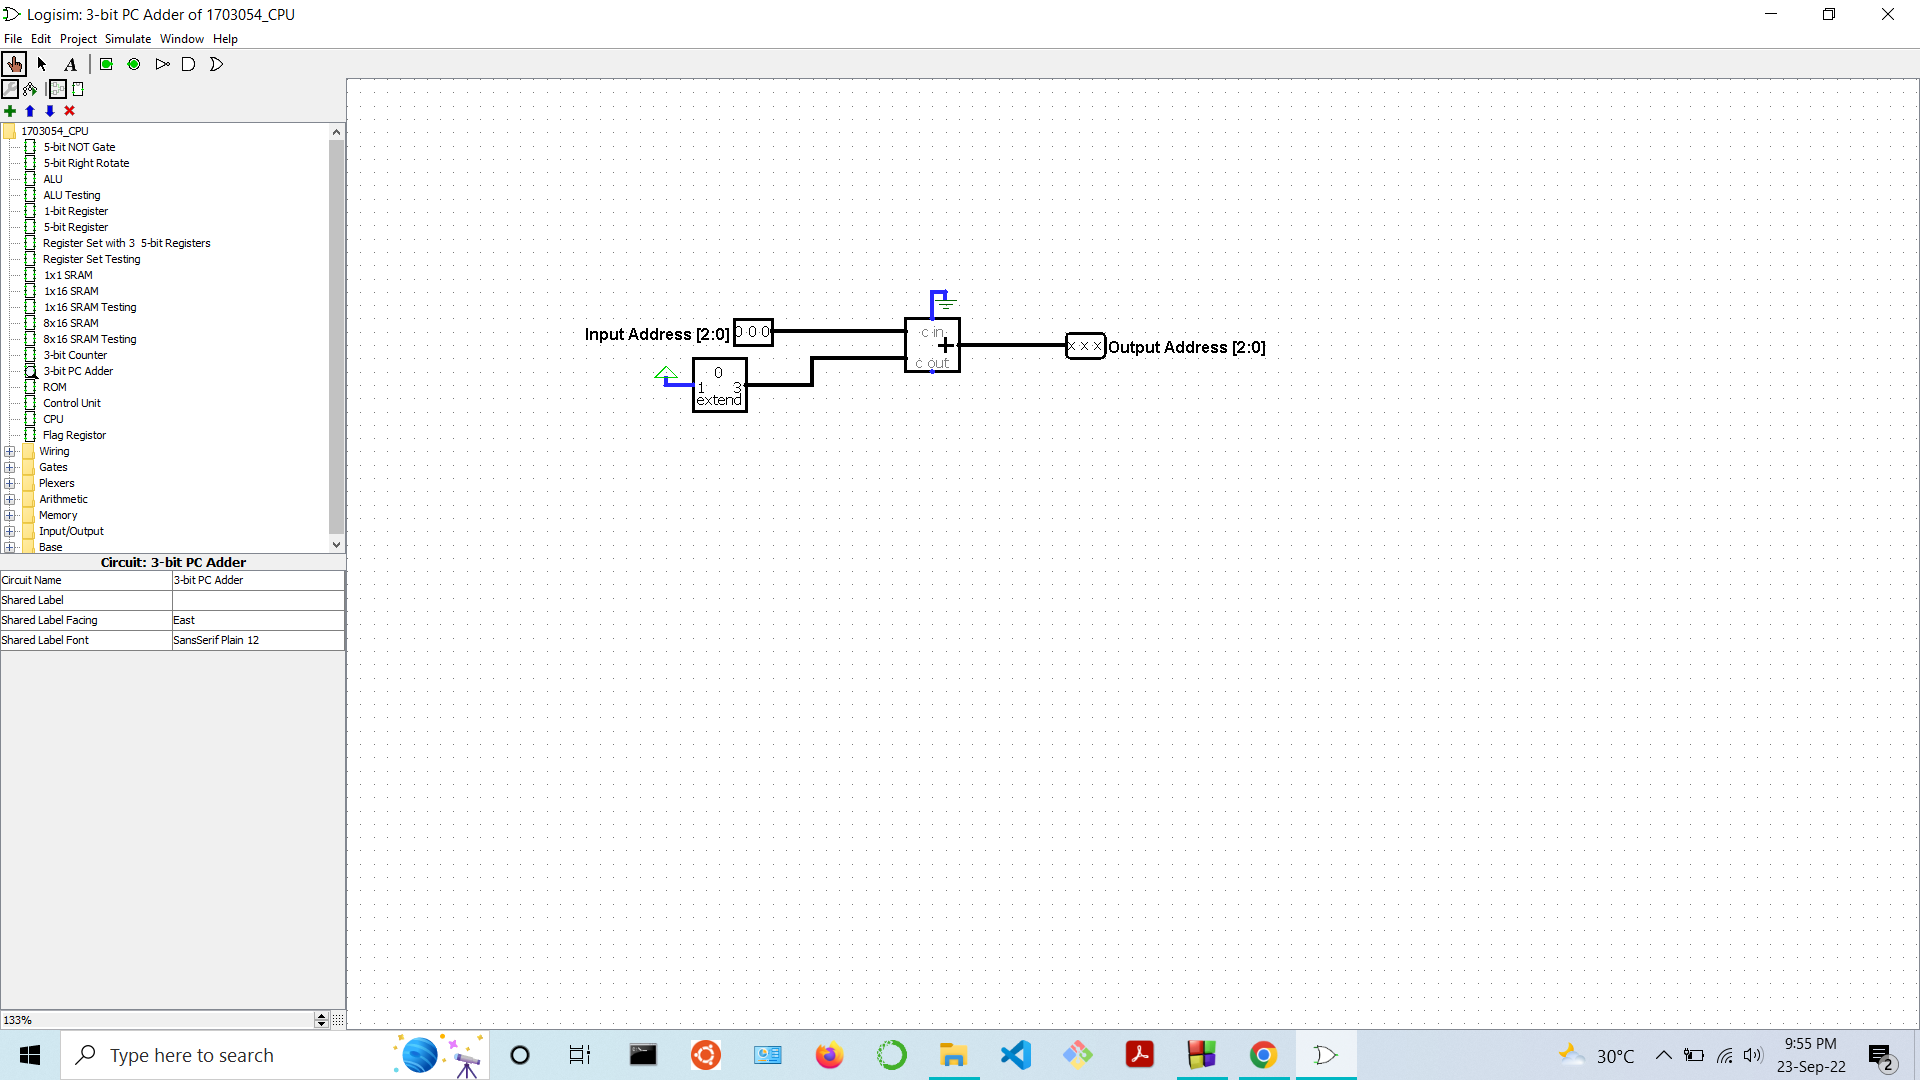 Logisim: 3-bit PC Adder of 1703054_CPU
File Edit Project Simulate Window Help
A
1703054_CPU
5-bit NOT Gate
5-bit Right Rotate
ALU
ALU Testing
1-bit Register
5-bit Register
Register Set with 3 5-bit Registers
Register Set Testing
1x1 SRAM
1x16 SRAM
1x16 SRAM Testing
8x16 SRAM
8x16 SRAM Testing
3-bit Counter
3-bit PC Adder
ROM
Control Unit
CPU
Flag Registor
Wiring
Gates
Plexers
Arithmetic
Memory
Input/Output
Base
Circuit: 3-bit PC Adder
Circuit Name 3-bit PC Adder
Shared Label
Shared Label Facing East
Shared Label Font SansSerif Plain 12
133%
Input Address [2:0] 0 0 0
c in
+
c out
x x x Output Address [2:0]
0
1 3
extend
Type here to search
30°C
9:55 PM
23-Sep-22
2